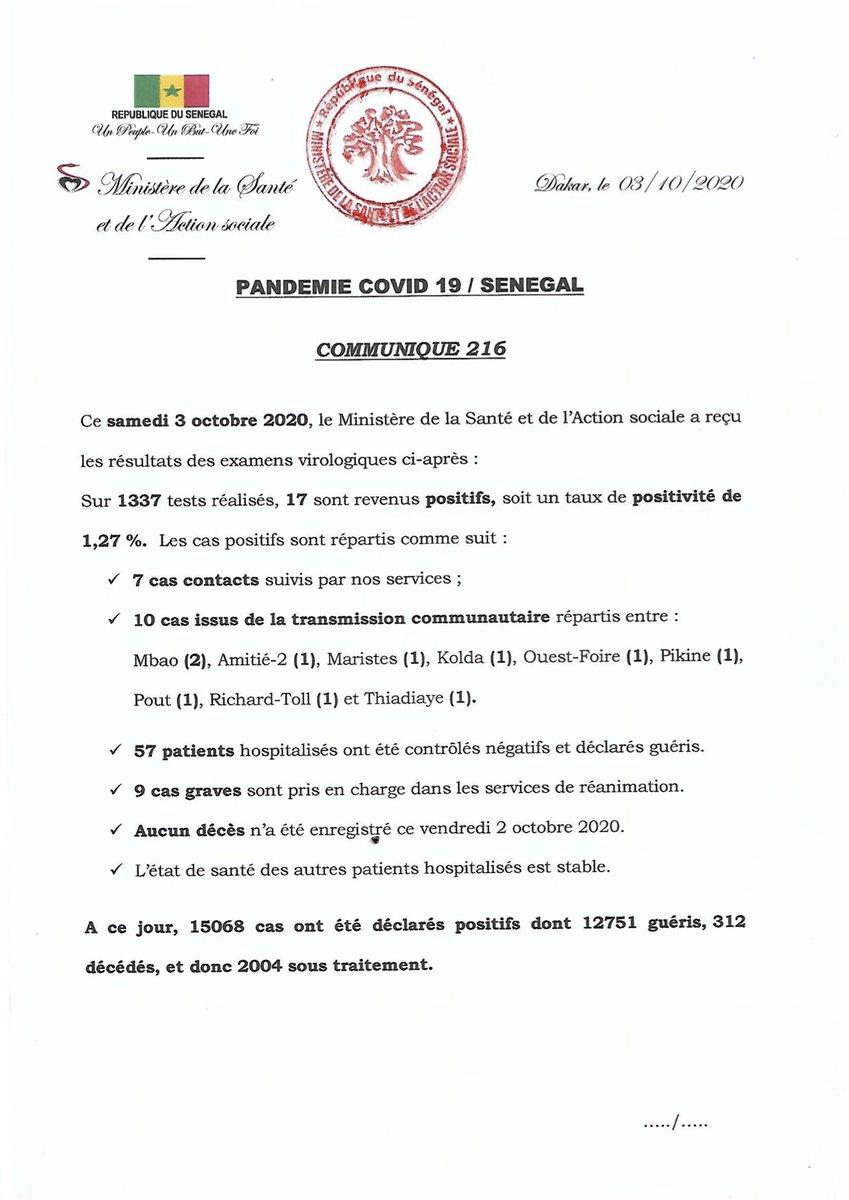 REPUBLIQUE DU SENEGAL
Un Peuple-Un But-Une Foi
Ministère de la Santé
et de l'Action sociale
★ République du Sénégal ★
MINISTÈRE DE LA SANTÉ ET DE L'ACTION SOCIALE
Dakar, le 03/10/2020
PANDEMIE COVID 19 / SENEGAL
COMMUNIQUE 216
Ce samedi 3 octobre 2020, le Ministère de la Santé et de l'Action sociale a reçu
les résultats des examens virologiques ci-après :
Sur 1337 tests réalisés, 17 sont revenus positifs, soit un taux de positivité de
1,27 %. Les cas positifs sont répartis comme suit :
✓ 7 cas contacts suivis par nos services ;
✓ 10 cas issus de la transmission communautaire répartis entre :
Mbao (2), Amitié-2 (1), Maristes (1), Kolda (1), Ouest-Foire (1), Pikine (1),
Pout (1), Richard-Toll (1) et Thiadiaye (1).
✓ 57 patients hospitalisés ont été contrôlés négatifs et déclarés guéris.
✓ 9 cas graves sont pris en charge dans les services de réanimation.
✓ Aucun décès n'a été enregistré ce vendredi 2 octobre 2020.
✓ L'état de santé des autres patients hospitalisés est stable.
A ce jour, 15068 cas ont été déclarés positifs dont 12751 guéris, 312
décédés, et donc 2004 sous traitement.
...../.....